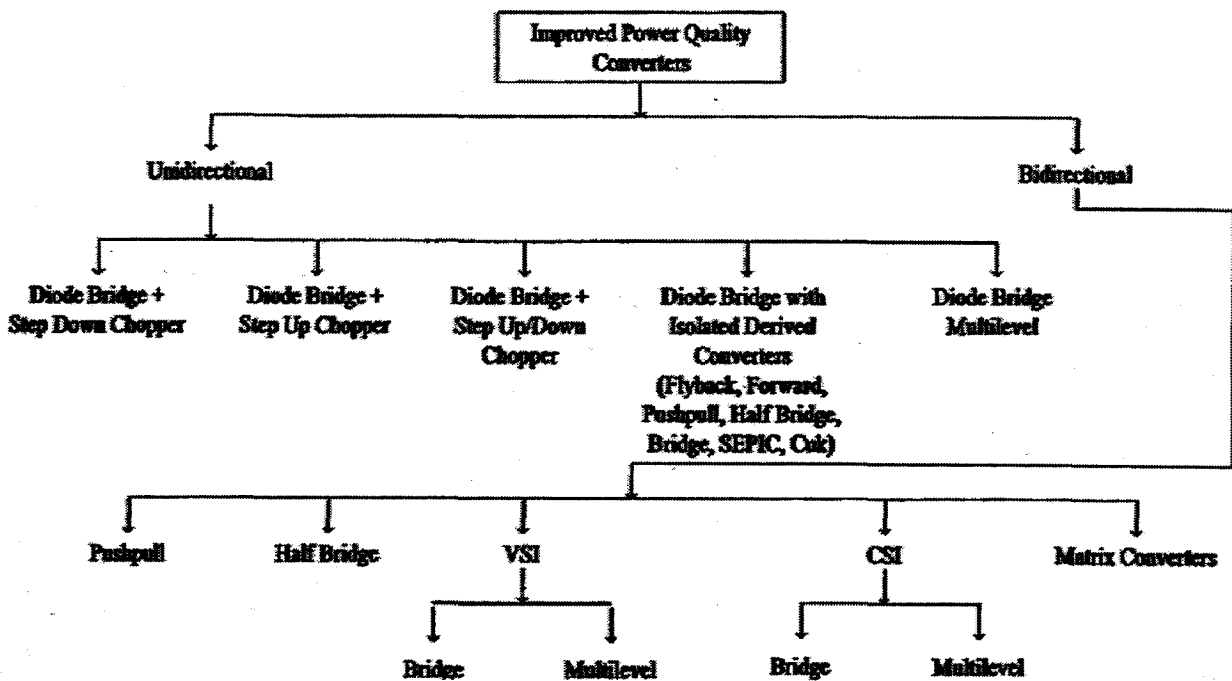 Improved Power Quality
Converters
Unidirectional
Bidirectional
Diode Bridge +
Step Down Chopper
Diode Bridge +
Step Up Chopper
Diode Bridge +
Step Up/Down
Chopper
Diode Bridge with
Isolated Derived
Converters
(Flyback, Forward,
Pushpull, Half Bridge,
Bridge, SEPIC, Cuk)
Diode Bridge
Multilevel
Pushpull
Half Bridge
VSI
CSI
Matrix Converters
Bridge
Multilevel
Bridge
Multilevel